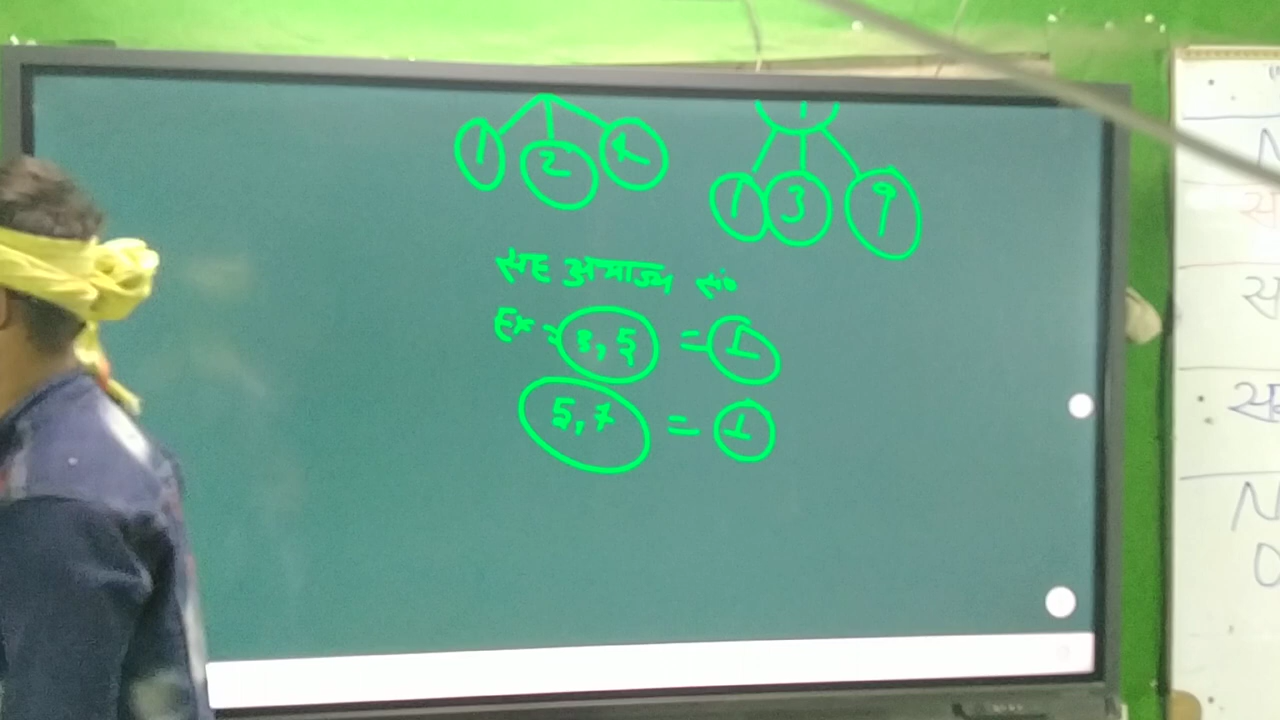 1 2 4
1 3 9
सह अभाज्य सं०
Ex: 3, 5 = 1
5, 7 = 1